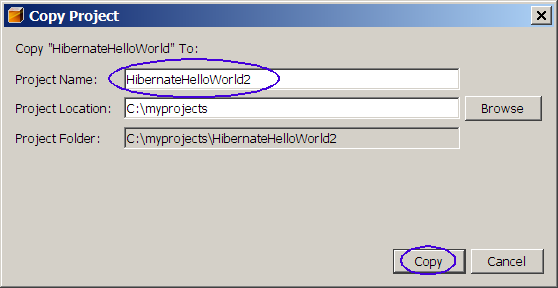 Copy Project
Copy "HibernateHelloWorld" To:
Project Name: HibernateHelloWorld2
Project Location: C:\myprojects Browse
Project Folder: C:\myprojects\HibernateHelloWorld2
Copy Cancel